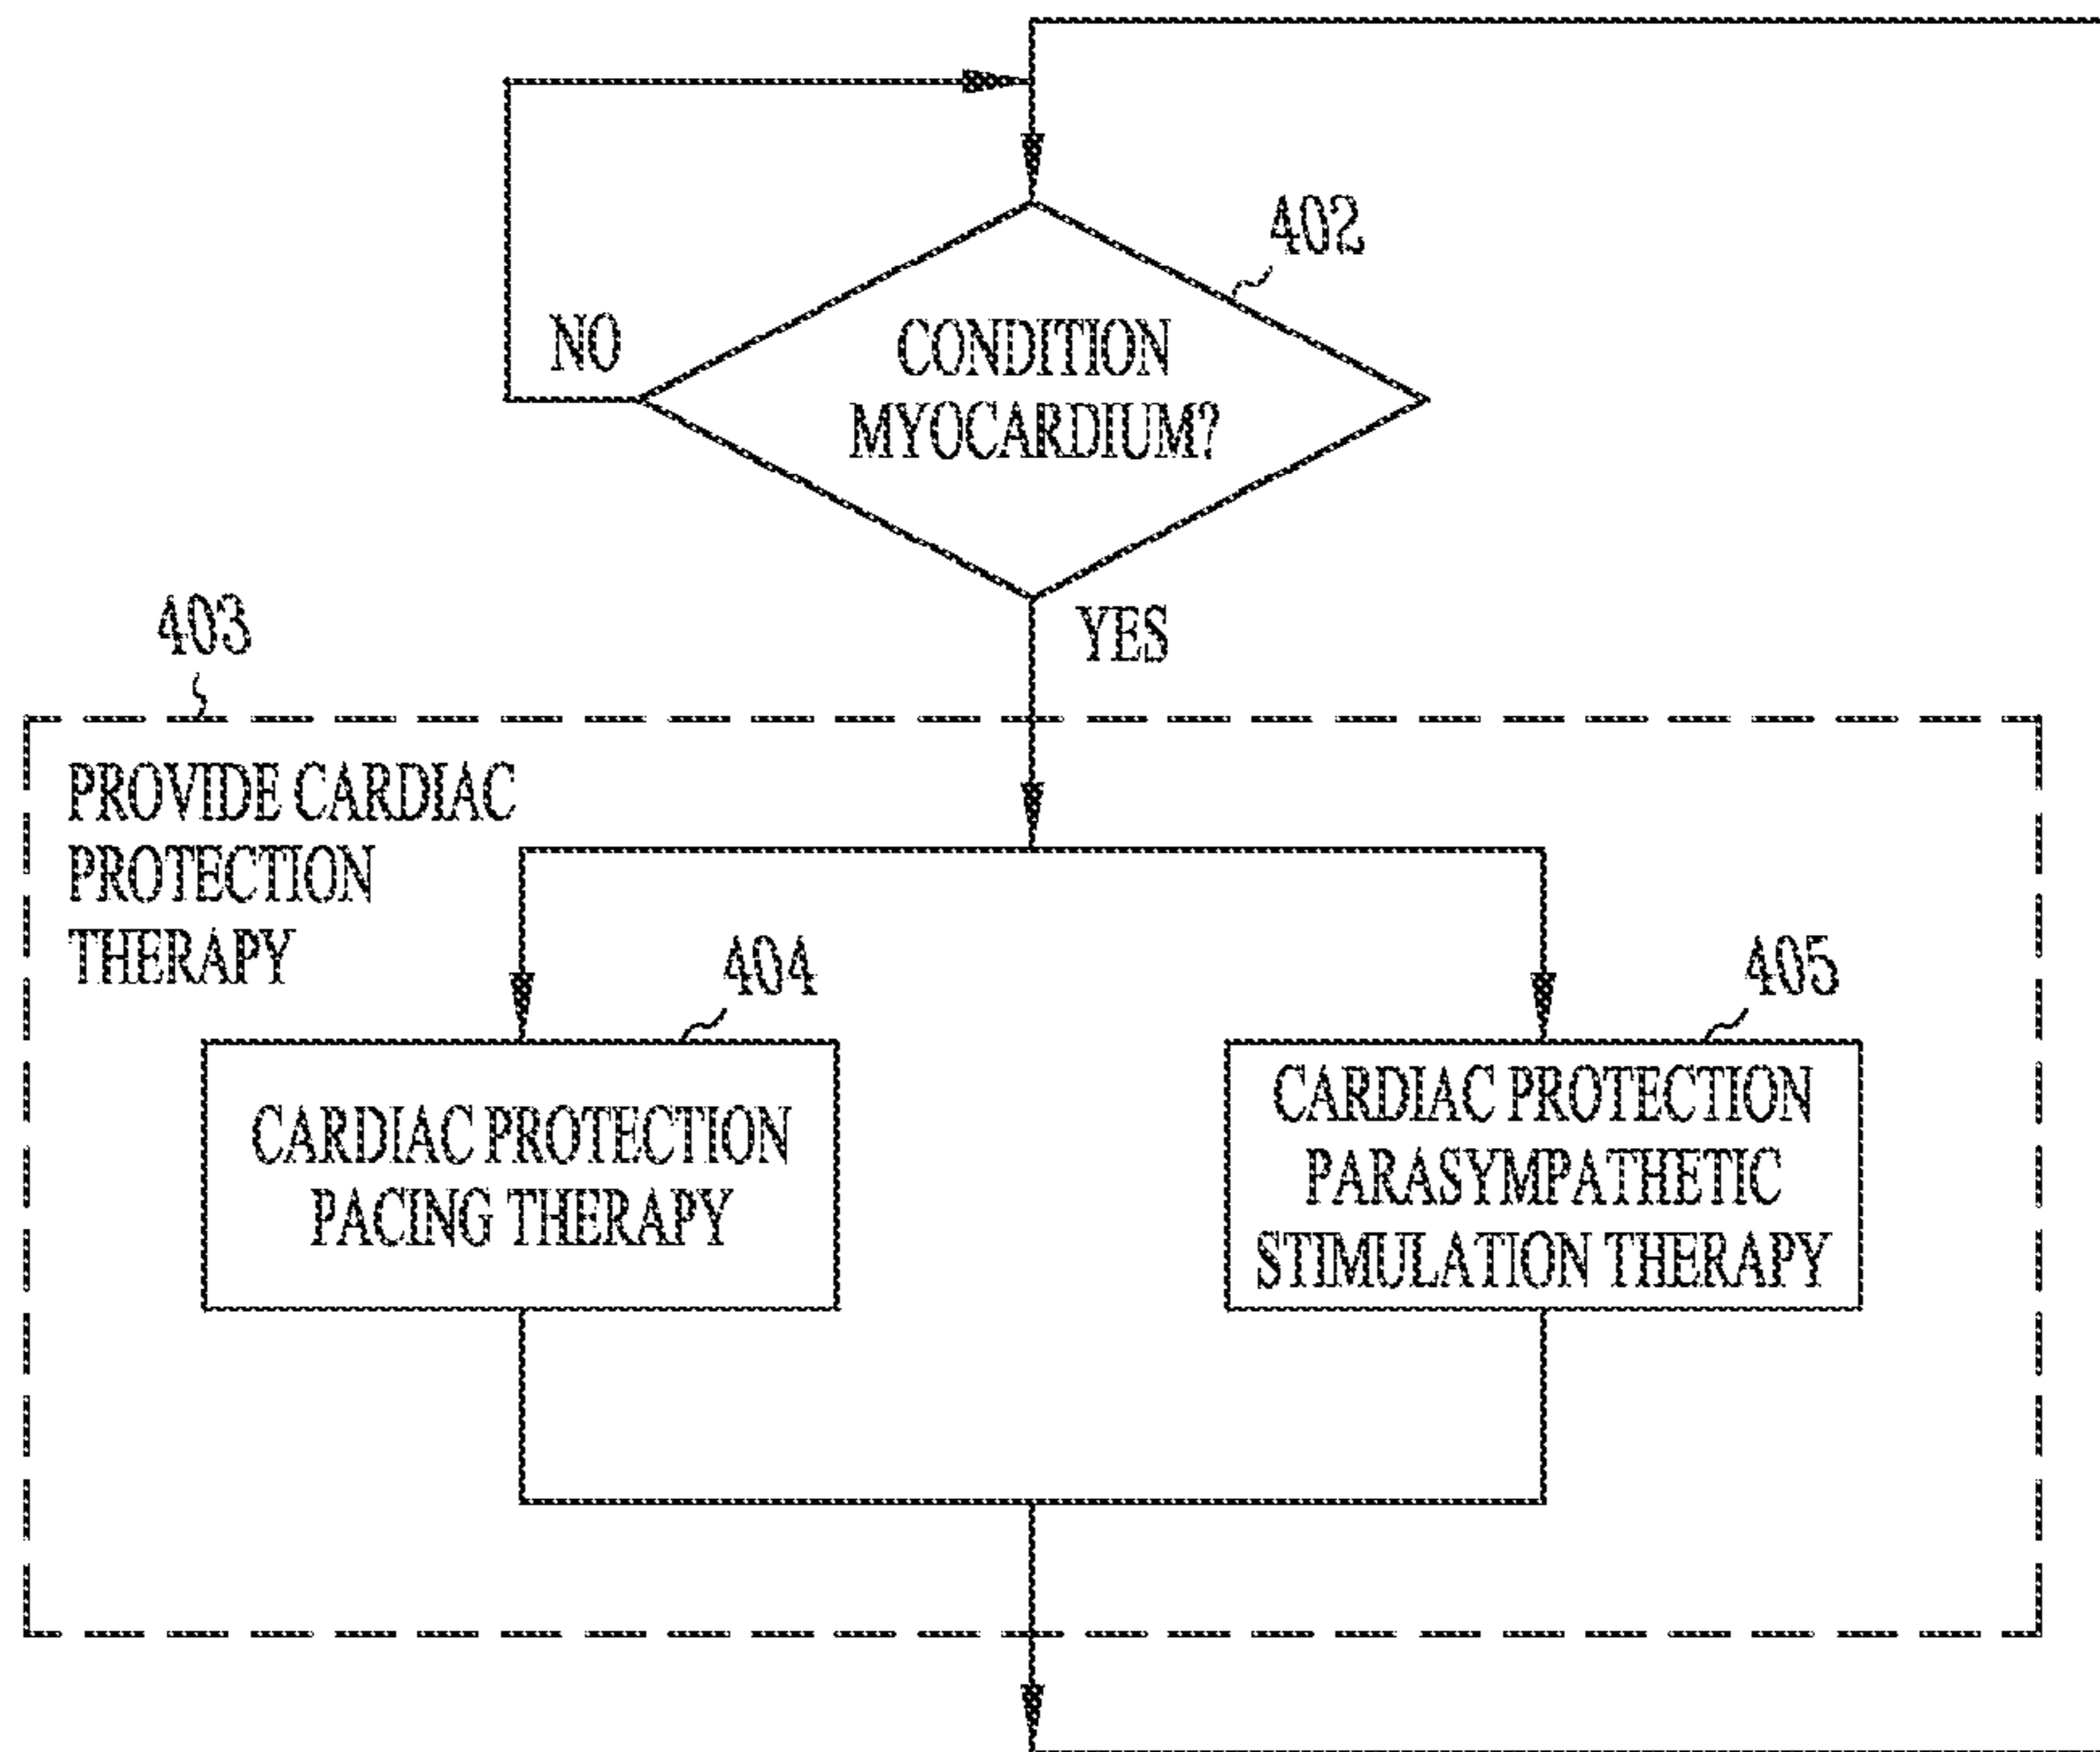 402
NO
CONDITION
MYOCARDIUM?
YES
403
PROVIDE CARDIAC
PROTECTION
THERAPY
404
405
CARDIAC PROTECTION
PACING THERAPY
CARDIAC PROTECTION
PARASYMPATHETIC
STIMULATION THERAPY